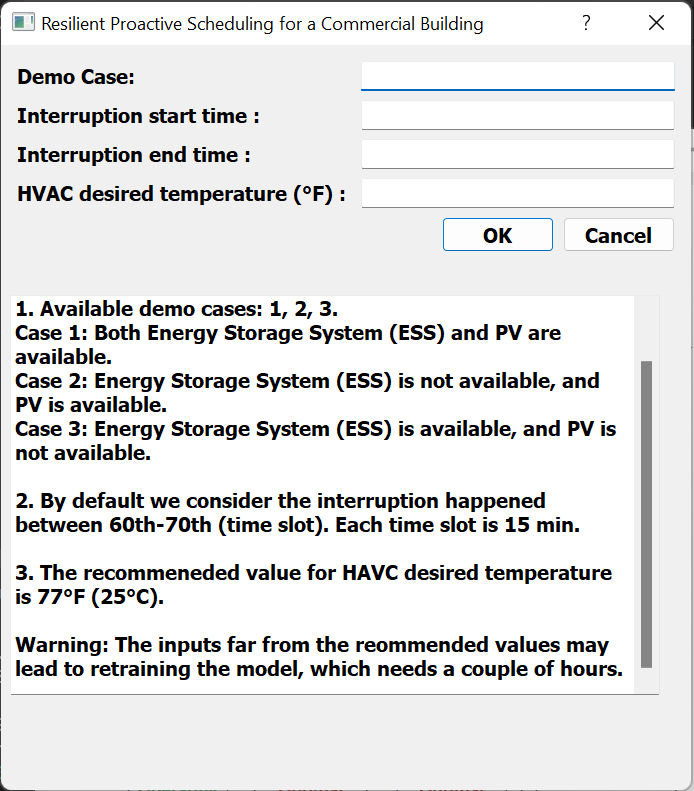 Resilient Proactive Scheduling for a Commercial Building
?
Demo Case:
Interruption start time :
Interruption end time :
HVAC desired temperature (°F) :
OK
Cancel
1. Available demo cases: 1, 2, 3.
Case 1: Both Energy Storage System (ESS) and PV are
available.
Case 2: Energy Storage System (ESS) is not available, and
PV is available.
Case 3: Energy Storage System (ESS) is available, and PV is
not available.
2. By default we consider the interruption happened
between 60th-70th (time slot). Each time slot is 15 min.
3. The recommeneded value for HAVC desired temperature
is 77°F (25°C).
Warning: The inputs far from the reommended values may
lead to retraining the model, which needs a couple of hours.